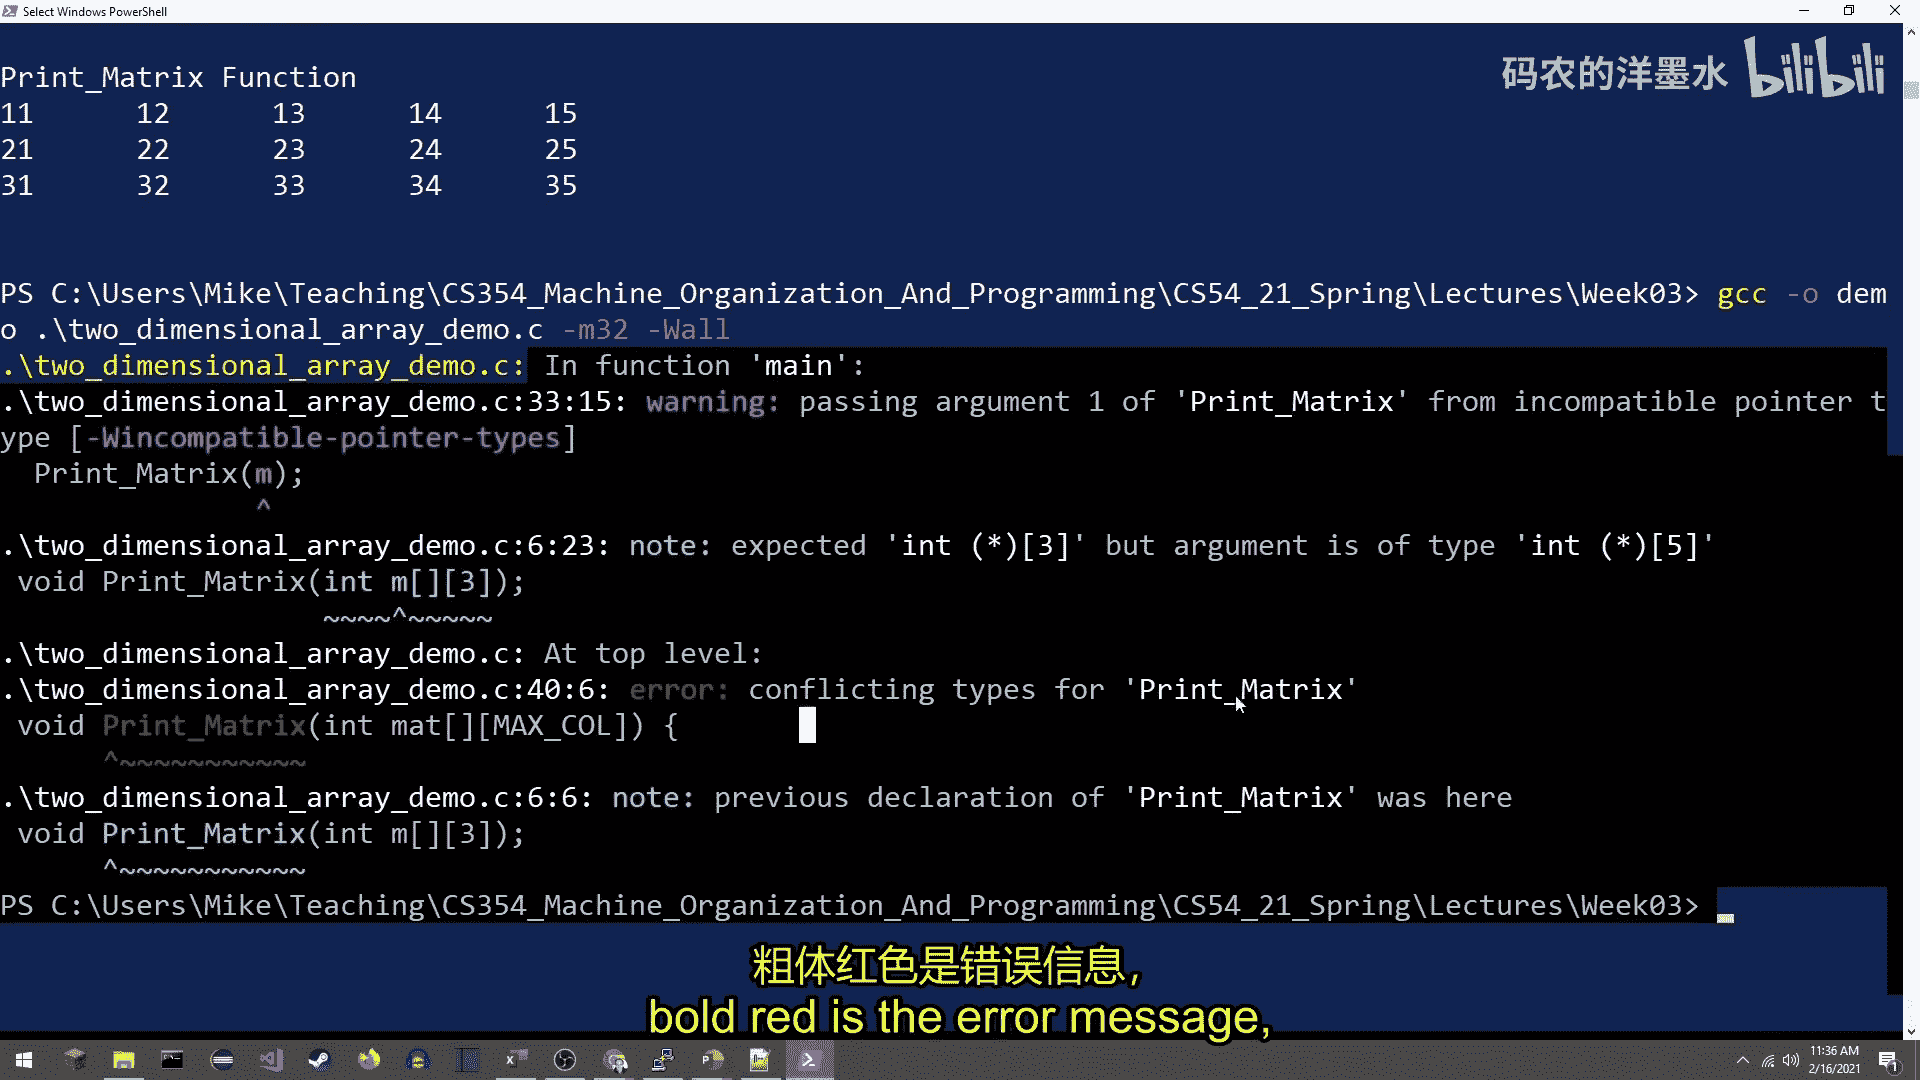 Select Windows PowerShell
码农的洋墨水 bilibili
Print_Matrix Function
11 12 13 14 15
21 22 23 24 25
31 32 33 34 35
PS C:\Users\Mike\Teaching\CS354_Machine_Organization_And_Programming\CS54_21_Spring\Lectures\Week03> gcc -o dem
o .\two_dimensional_array_demo.c -m32 -Wall
.\two_dimensional_array_demo.c: In function 'main':
.\two_dimensional_array_demo.c:33:15: warning: passing argument 1 of 'Print_Matrix' from incompatible pointer t
ype [-Wincompatible-pointer-types]
Print_Matrix(m);
^
.\two_dimensional_array_demo.c:6:23: note: expected 'int (*)[3]' but argument is of type 'int (*)[5]'
void Print_Matrix(int m[][3]);
~~~~^~~~~~
.\two_dimensional_array_demo.c: At top level:
.\two_dimensional_array_demo.c:40:6: error: conflicting types for 'Print_Matrix'
void Print_Matrix(int mat[][MAX_COL]) {
^~~~~~~~~~~~
.\two_dimensional_array_demo.c:6:6: note: previous declaration of 'Print_Matrix' was here
void Print_Matrix(int m[][3]);
^~~~~~~~~~~~
PS C:\Users\Mike\Teaching\CS354_Machine_Organization_And_Programming\CS54_21_Spring\Lectures\Week03>
粗体红色是错误信息,
bold red is the error message,
11:36 AM
2/16/2021